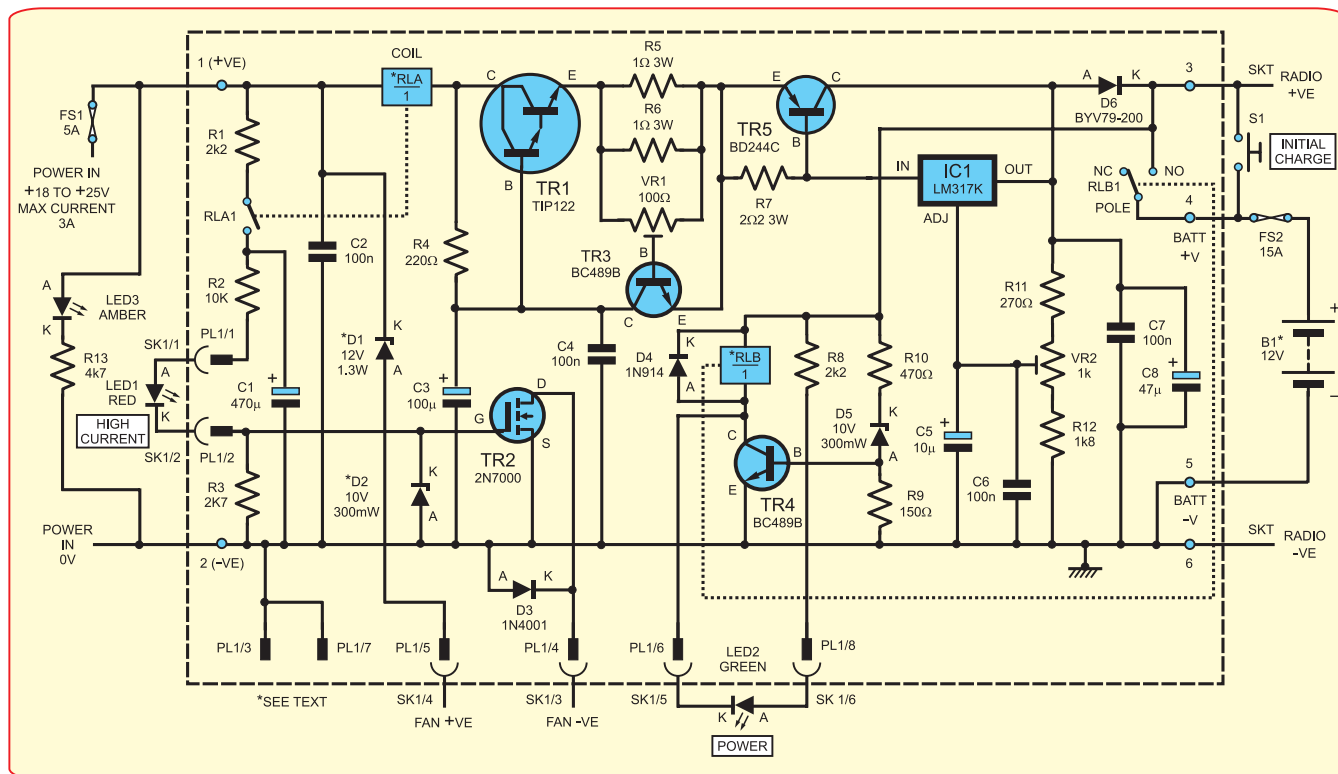 1 (+VE)
COIL
*RLA
1
C
E
B
TR1
TIP122
R5
1Ω 3W
R6
1Ω 3W
VR1
100Ω
E
C
TR5
BD244C
B
R7
2Ω2 3W
IN
IC1
LM317K
OUT
ADJ
A
K
D6
BYV79-200
3
SKT
RADIO
+VE
S1
INITIAL
CHARGE
NC
NO
RLB1
POLE
4
BATT
+V
FS2
15A
FS1
5A
POWER IN
+18 TO +25V
MAX CURRENT
3A
R1
2k2
RLA1
C2
100n
R4
220Ω
TR3
BC489B
B
C
E
A
K
LED3
AMBER
R13
4k7
R2
10K
SK1/1
PL1/1
A
LED1
RED
K
HIGH
CURRENT
SK1/2
PL1/2
+
C1
470µ
K
*D1
12V
1.3W
A
+
C3
100µ
C4
100n
D
G
S
TR2
2N7000
K
D4
1N914
A
*RLB
1
R8
2k2
R10
470Ω
K
D5
10V
300mW
A
C
B
E
TR4
BC489B
R9
150Ω
+
C5
10µ
C6
100n
R11
270Ω
VR2
1k
R12
1k8
C7
100n
+
C8
47µ
+
B1*
12V
–
5
BATT
-V
R3
2K7
K
*D2
10V
300mW
A
POWER
IN
0V
2 (-VE)
SKT
RADIO
-VE
6
A
K
D3
1N4001
PL1/3
PL1/7
PL1/5
PL1/4
PL1/6
LED2
GREEN
PL1/8
*SEE TEXT
SK1/4
SK1/3
SK1/5
SK 1/6
FAN +VE
FAN -VE
K
A
POWER